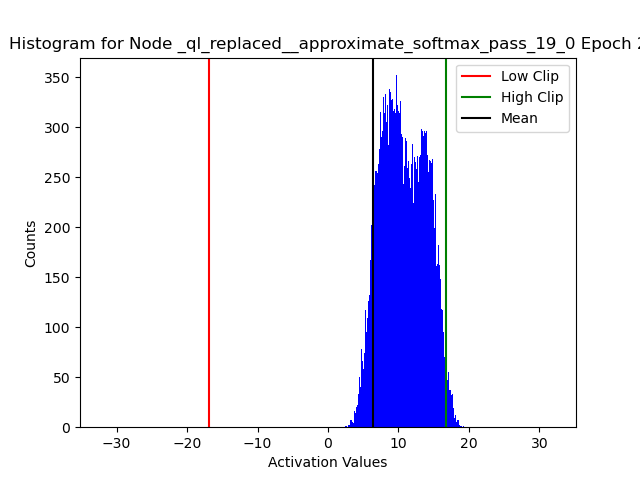 Histogram for Node _ql_replaced__approximate_softmax_pass_19_0 Epoch 2
Low Clip
High Clip
Mean
Counts
350
300
250
200
150
100
50
0
−30 −20 −10 0 10 20 30
Activation Values